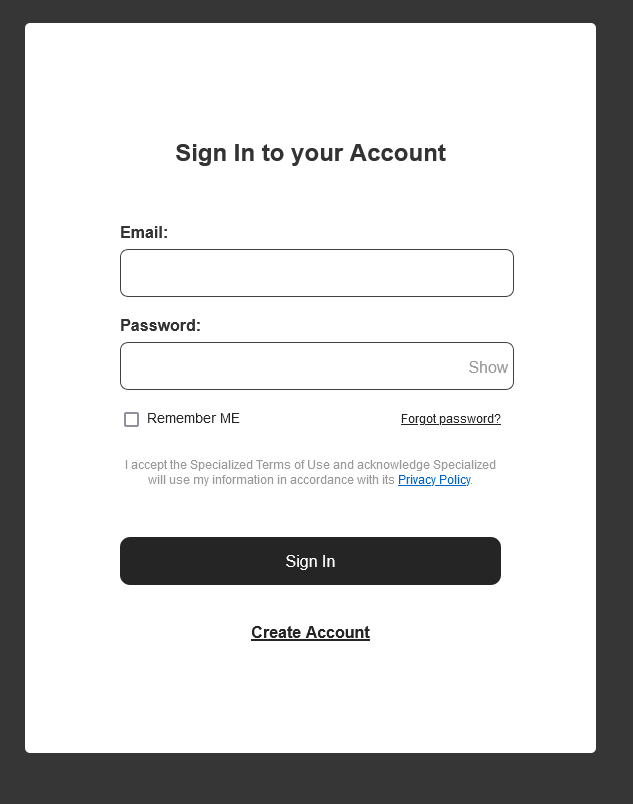 Sign In to your Account
Email:
Password:
Show
Remember ME
Forgot password?
I accept the Specialized Terms of Use and acknowledge Specialized
will use my information in accordance with its Privacy Policy.
Sign In
Create Account